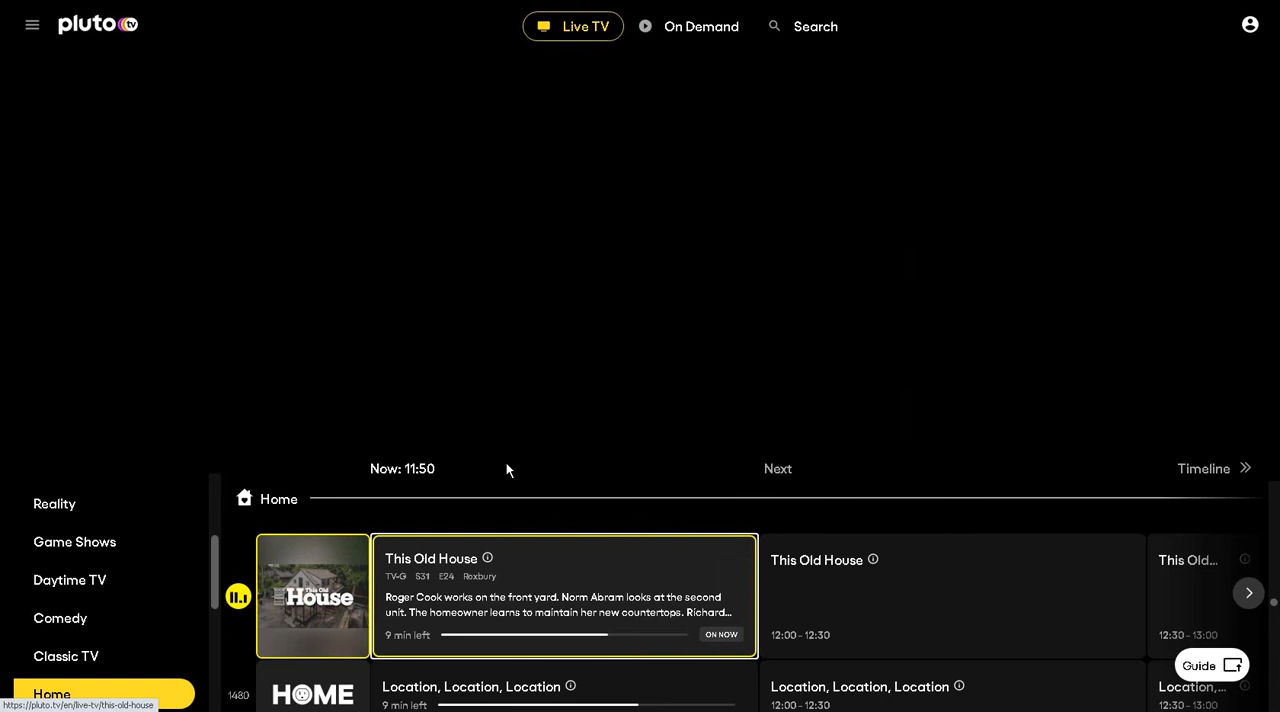 pluto tv
Live TV
On Demand
Search
Now: 11:50
Next
Timeline
Reality
Game Shows
Daytime TV
Comedy
Classic TV
Home
Home
This Old House
This Old House
TV-G S31 E24 Roxbury
Roger Cook works on the front yard. Norm Abram looks at the second
unit. The homeowner learns to maintain her new countertops. Richard...
9 min left
ON NOW
This Old House
12:00 - 12:30
This Old...
12:30 - 13:00
Guide
1480
HOME
Location, Location, Location
9 min left
Location, Location, Location
12:00 - 12:30
Location,...
12:30 - 13:00
https://pluto.tv/en/live-tv/this-old-house